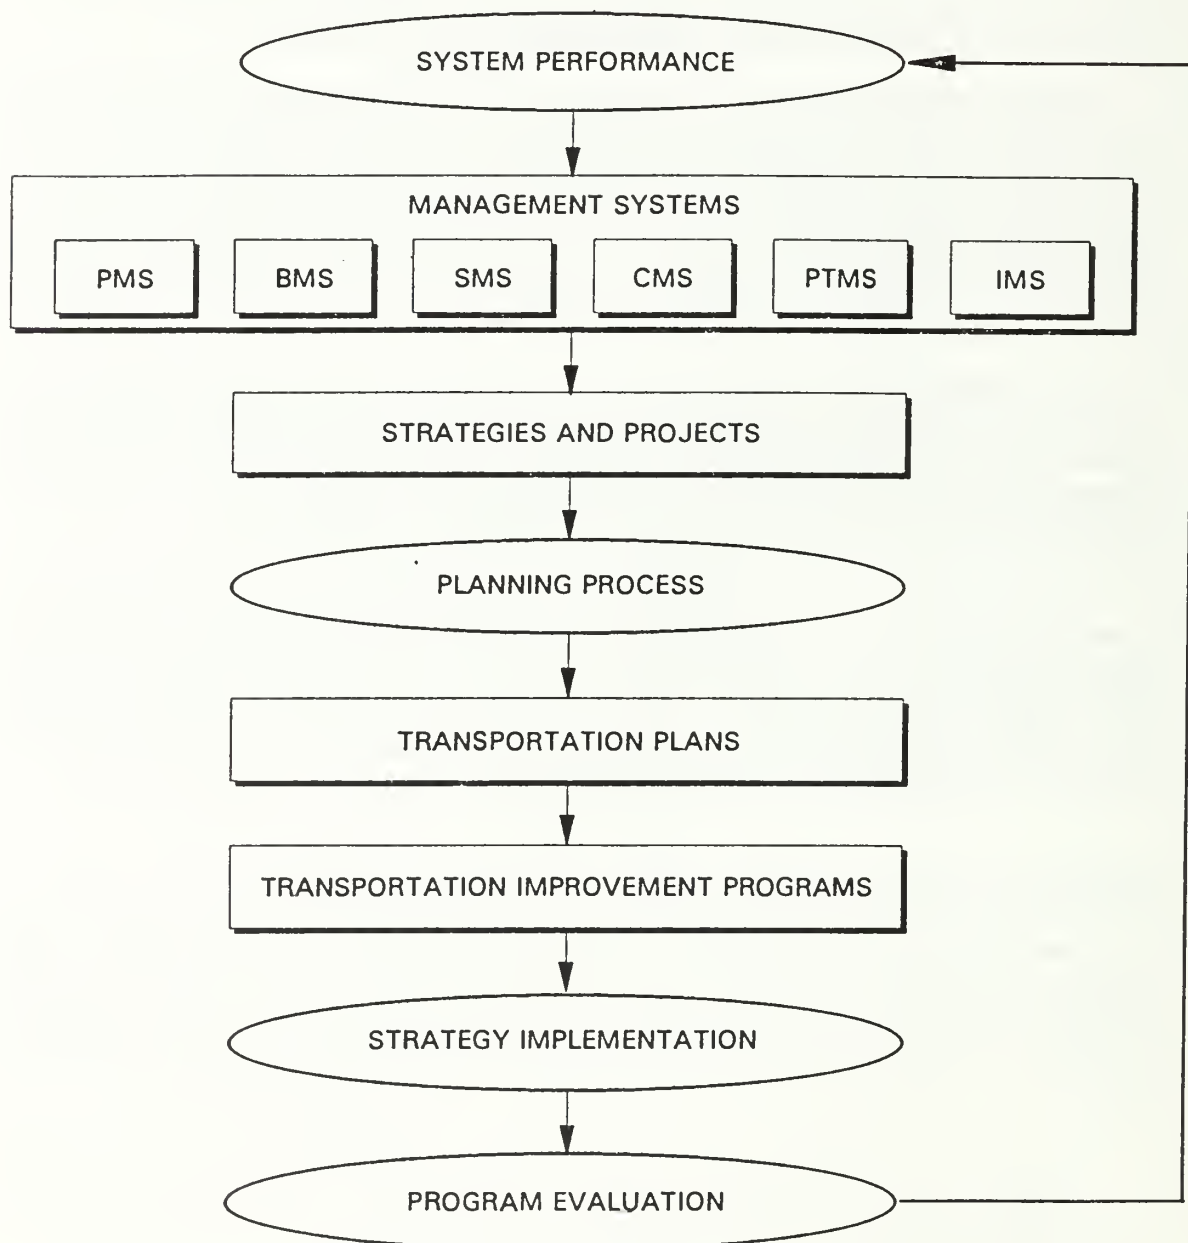 SYSTEM PERFORMANCE
MANAGEMENT SYSTEMS
PMS BMS SMS CMS PTMS IMS
STRATEGIES AND PROJECTS
PLANNING PROCESS
TRANSPORTATION PLANS
TRANSPORTATION IMPROVEMENT PROGRAMS
STRATEGY IMPLEMENTATION
PROGRAM EVALUATION